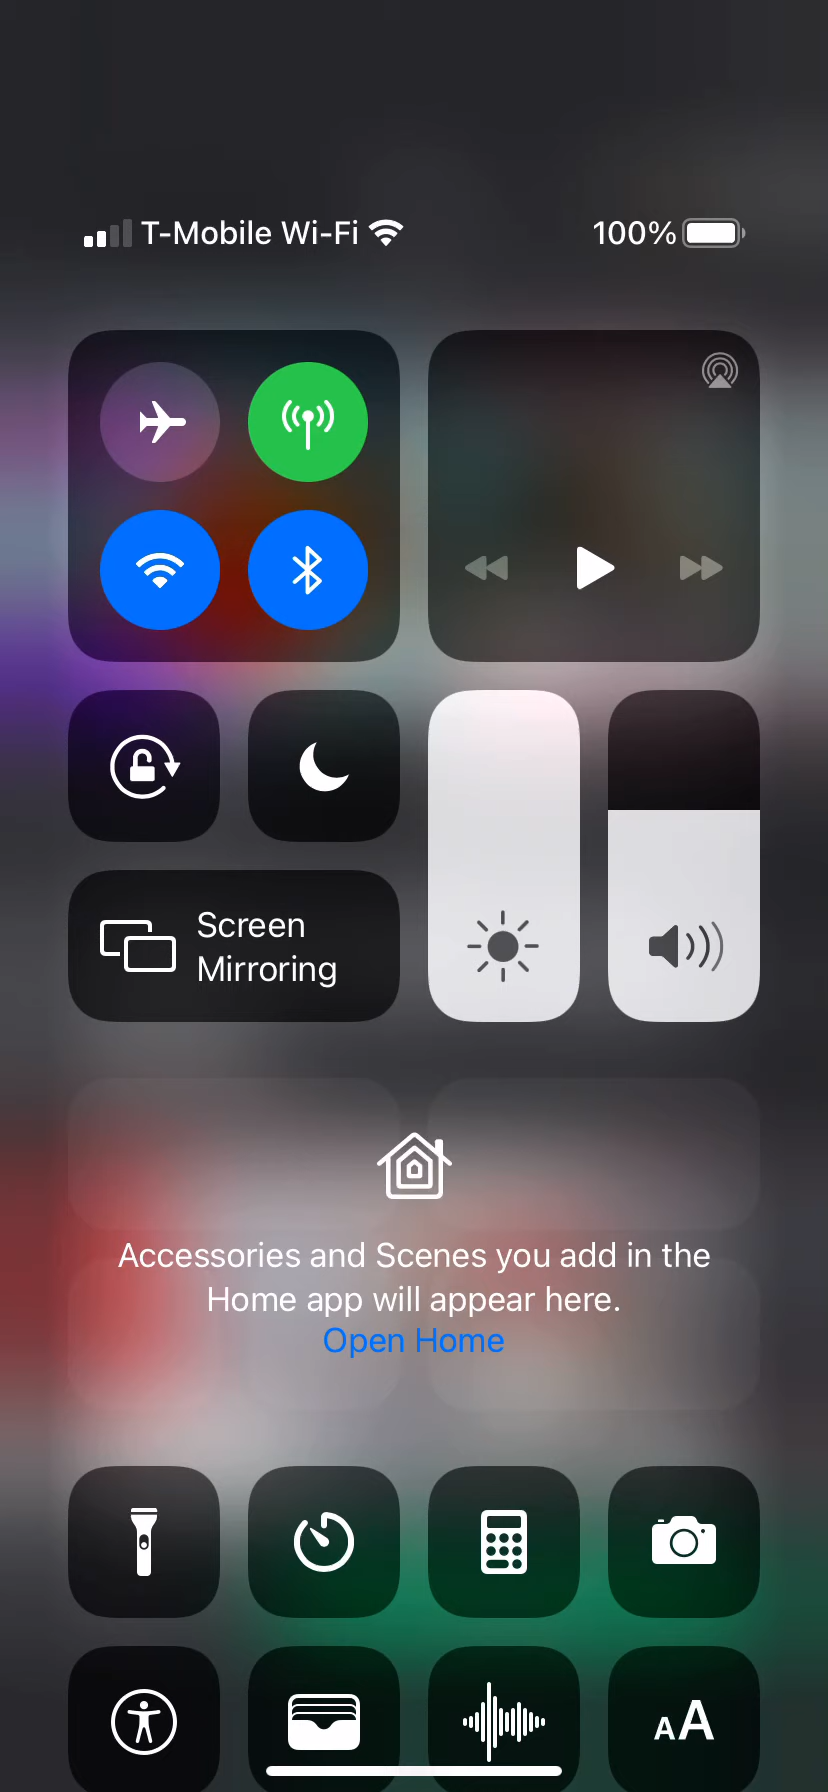 T-Mobile Wi-Fi 100%
Screen
Mirroring
Accessories and Scenes you add in the
Home app will appear here.
Open Home
AA